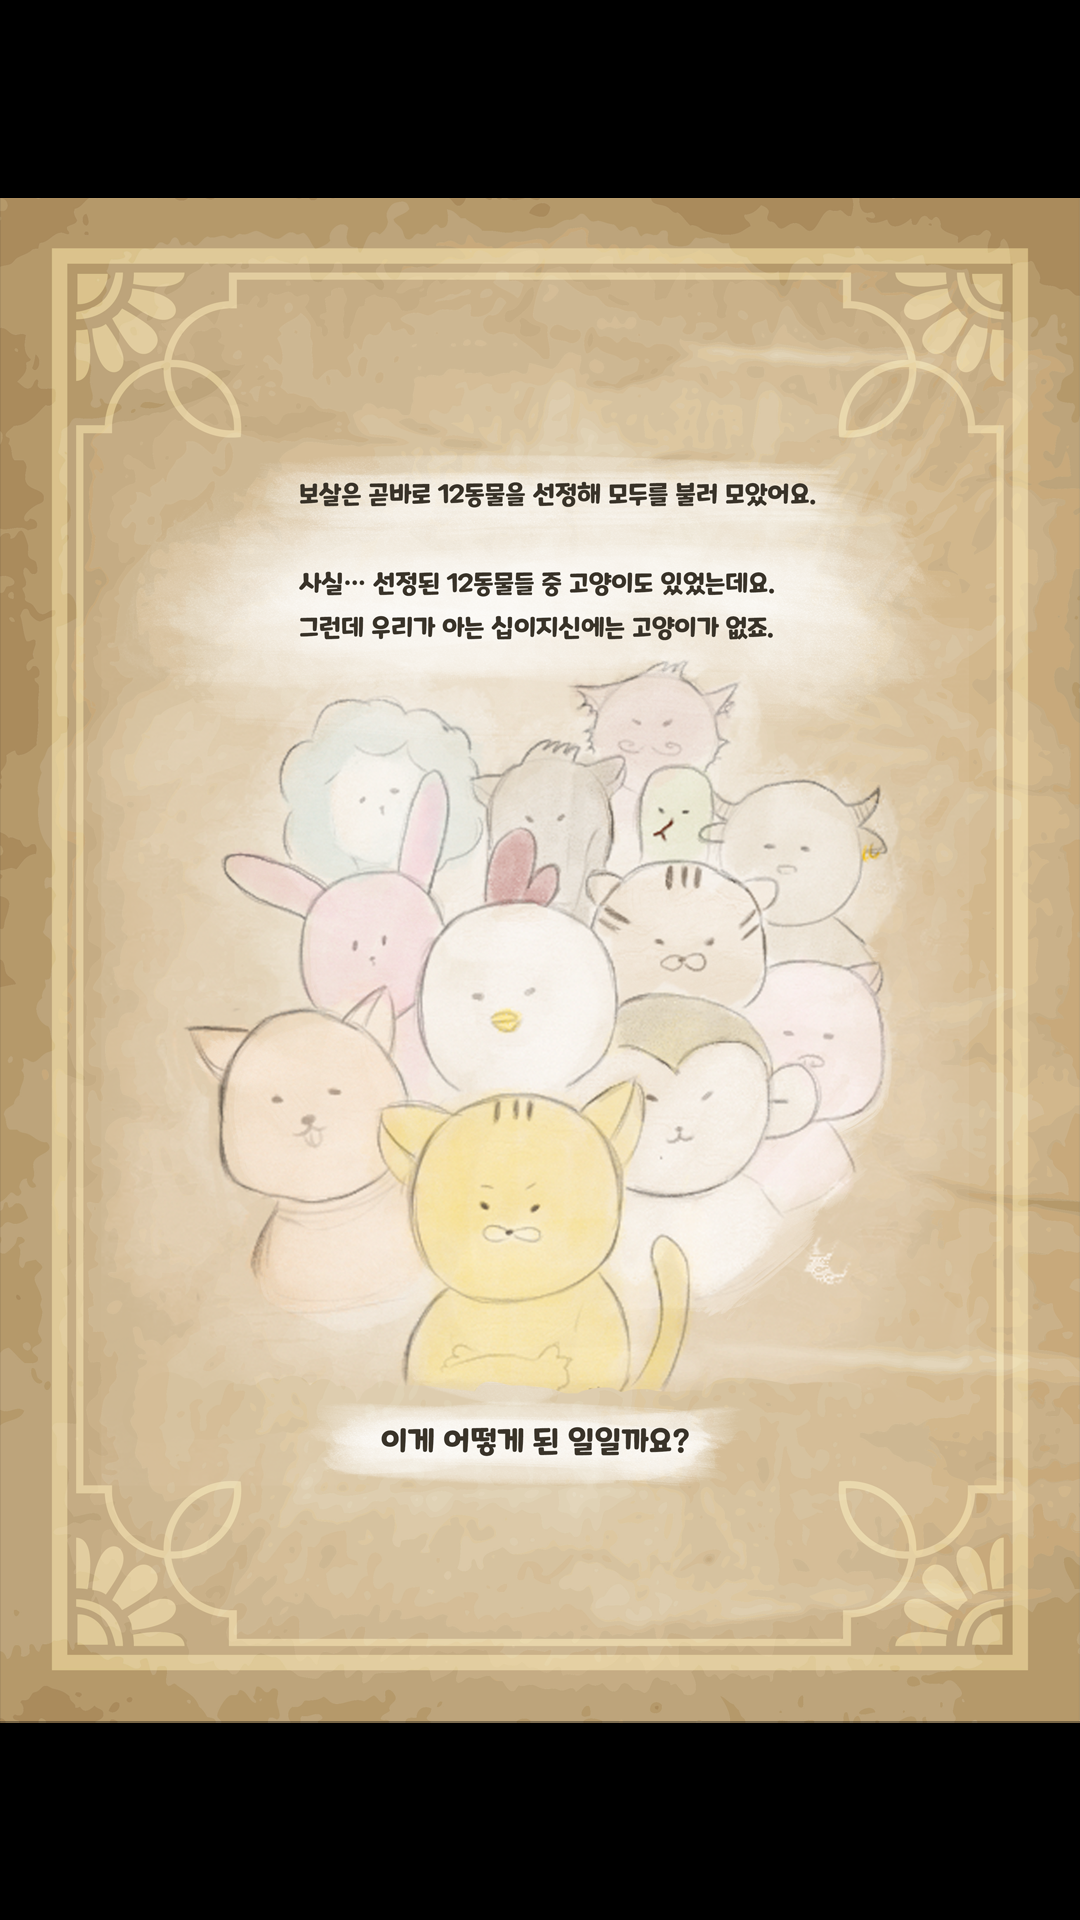 보살은 곧바로 12동물을 선정해 모두를 불러 모았어요.
사실… 선정된 12동물들 중 고양이도 있었는데요.
그런데 우리가 아는 십이지신에는 고양이가 없죠.
이게 어떻게 된 일일까요?